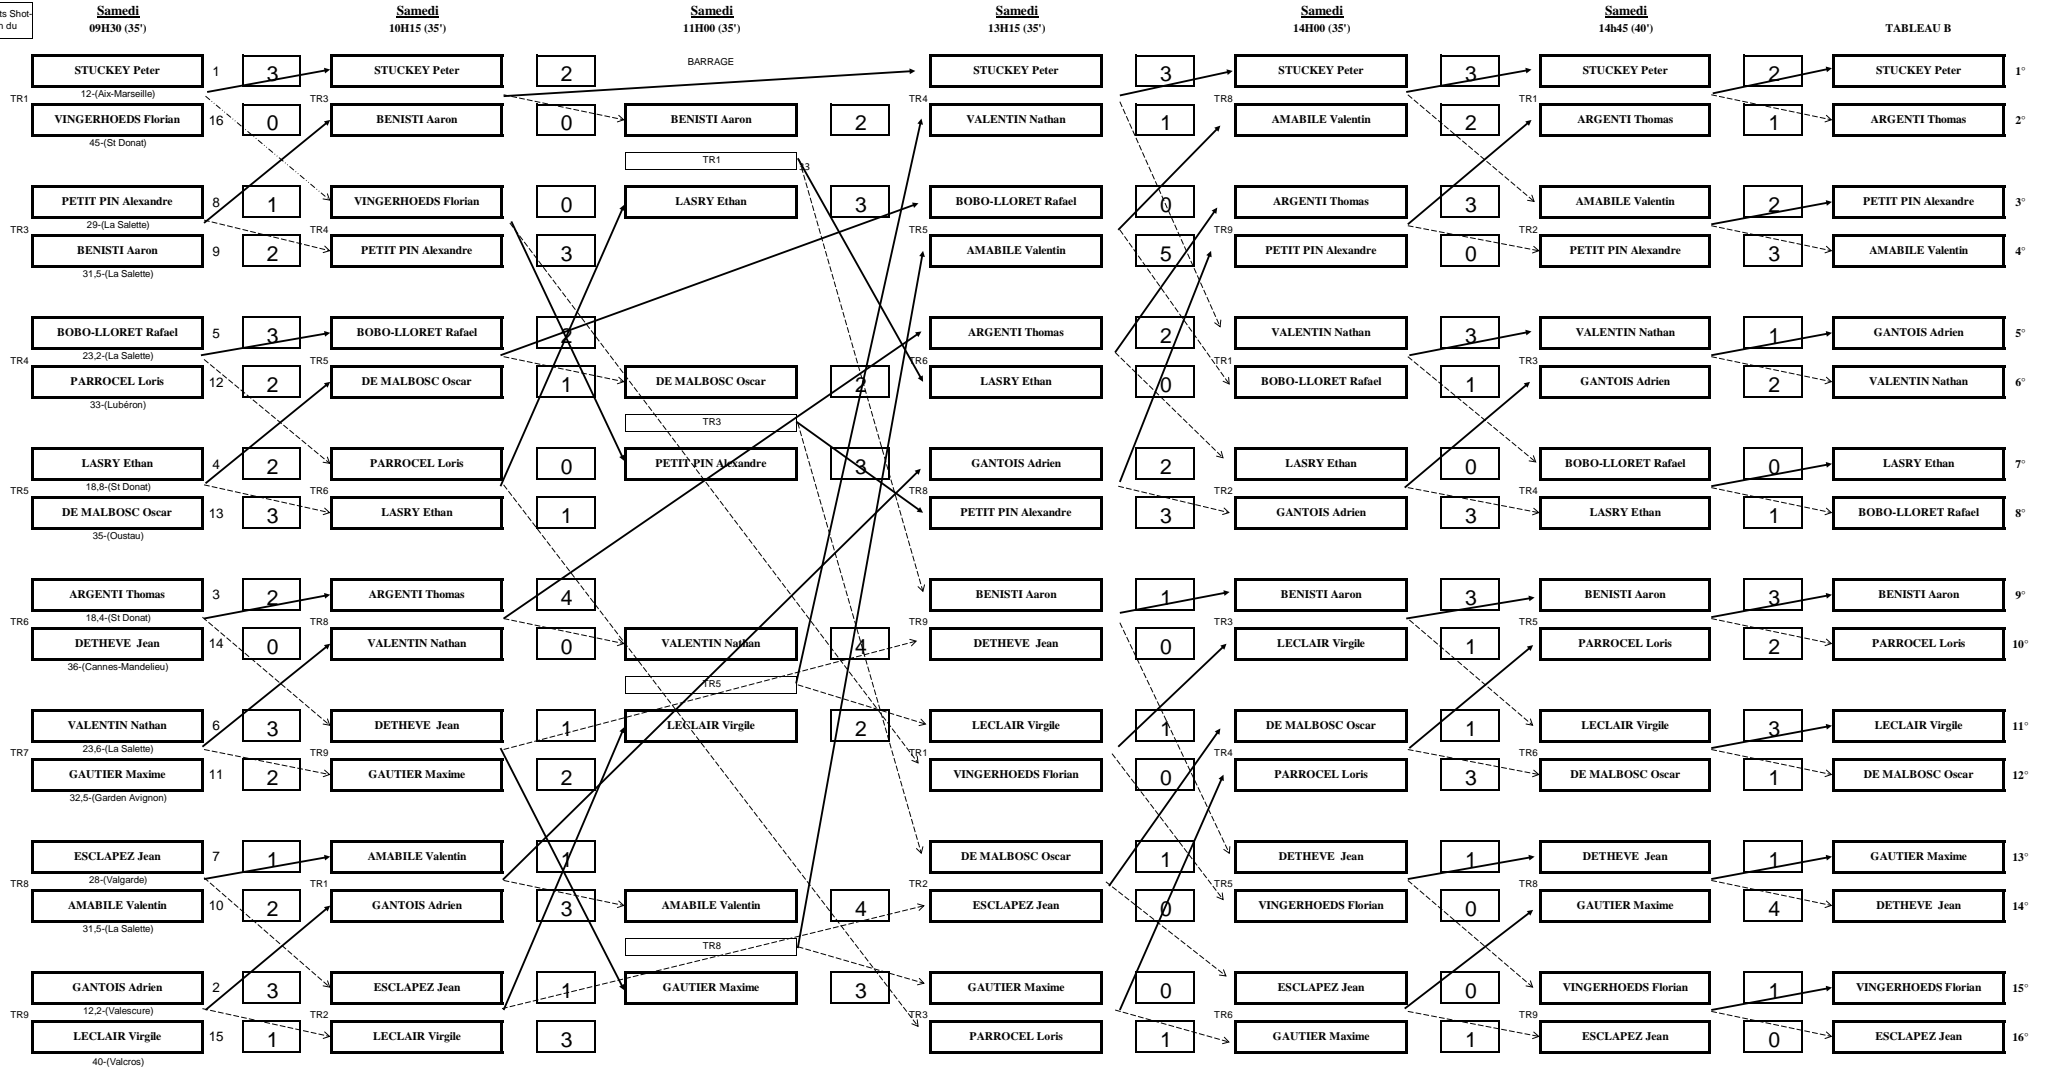 ts Shot-
n du
Samedi
09H30 (35')
Samedi
10H15 (35')
Samedi
11H00 (35')
Samedi
13H15 (35')
Samedi
14H00 (35')
Samedi
14h45 (40')
TABLEAU B
STUCKEY Peter 1 3 STUCKEY Peter 2 BARRAGE STUCKEY Peter 3 STUCKEY Peter 3 STUCKEY Peter 2 STUCKEY Peter 1°
TR1 12-(Aix-Marseille) TR3 TR4 TR8 TR1
VINGERHOEDS Florian 16 0 BENISTI Aaron 0 BENISTI Aaron 2 VALENTIN Nathan 1 AMABILE Valentin 2 ARGENTI Thomas 1 ARGENTI Thomas 2°
45-(St Donat)
TR1 33
PETIT PIN Alexandre 8 1 VINGERHOEDS Florian 0 LASRY Ethan 3 BOBO-LLORET Rafael 0 ARGENTI Thomas 3 AMABILE Valentin 2 PETIT PIN Alexandre 3°
TR3 29-(La Salette) TR4 TR5 TR9 TR2
BENISTI Aaron 9 2 PETIT PIN Alexandre 3 AMABILE Valentin 5 PETIT PIN Alexandre 0 PETIT PIN Alexandre 3 AMABILE Valentin 4°
31,5-(La Salette)
BOBO-LLORET Rafael 5 3 BOBO-LLORET Rafael 2 ARGENTI Thomas 2 VALENTIN Nathan 3 VALENTIN Nathan 1 GANTOIS Adrien 5°
TR4 23,2-(La Salette) TR5 TR6 TR1 TR3
PARROCEL Loris 12 2 DE MALBOSC Oscar 1 DE MALBOSC Oscar 2 LASRY Ethan 0 BOBO-LLORET Rafael 1 GANTOIS Adrien 2 VALENTIN Nathan 6°
33-(Lubéron)
TR3
LASRY Ethan 4 2 PARROCEL Loris 0 PETIT PIN Alexandre 3 GANTOIS Adrien 2 LASRY Ethan 0 BOBO-LLORET Rafael 0 LASRY Ethan 7°
TR5 18,8-(St Donat) TR6 TR8 TR2 TR4
DE MALBOSC Oscar 13 3 LASRY Ethan 1 PETIT PIN Alexandre 3 GANTOIS Adrien 3 LASRY Ethan 1 BOBO-LLORET Rafael 8°
35-(Oustau)
ARGENTI Thomas 3 2 ARGENTI Thomas 4 BENISTI Aaron 1 BENISTI Aaron 3 BENISTI Aaron 3 BENISTI Aaron 9°
TR6 18,4-(St Donat) TR8 TR9 TR3 TR5
DETHEVE Jean 14 0 VALENTIN Nathan 0 VALENTIN Nathan 4 DETHEVE Jean 0 LECLAIR Virgile 1 PARROCEL Loris 2 PARROCEL Loris 10°
36-(Cannes-Mandelieu)
TR5
VALENTIN Nathan 6 3 DETHEVE Jean 1 LECLAIR Virgile 2 LECLAIR Virgile 1 DE MALBOSC Oscar 1 LECLAIR Virgile 3 LECLAIR Virgile 11°
TR7 23,6-(La Salette) TR9 TR1 TR4 TR6
GAUTIER Maxime 11 2 GAUTIER Maxime 2 VINGERHOEDS Florian 0 PARROCEL Loris 3 DE MALBOSC Oscar 1 DE MALBOSC Oscar 12°
32,5-(Garden Avignon)
ESCLAPEZ Jean 7 1 AMABILE Valentin 1 DE MALBOSC Oscar 1 DETHEVE Jean 1 DETHEVE Jean 1 GAUTIER Maxime 13°
TR8 28-(Valgarde) TR1 TR2 TR5 TR8
AMABILE Valentin 10 2 GANTOIS Adrien 3 AMABILE Valentin 4 ESCLAPEZ Jean 0 VINGERHOEDS Florian 0 GAUTIER Maxime 4 DETHEVE Jean 14°
31,5-(La Salette)
TR8
GANTOIS Adrien 2 3 ESCLAPEZ Jean 1 GAUTIER Maxime 3 GAUTIER Maxime 0 ESCLAPEZ Jean 0 VINGERHOEDS Florian 1 VINGERHOEDS Florian 15°
TR9 12,2-(Valescure) TR2 TR3 TR6 TR9
LECLAIR Virgile 15 1 LECLAIR Virgile 3 PARROCEL Loris 1 GAUTIER Maxime 1 ESCLAPEZ Jean 0 ESCLAPEZ Jean 16°
40-(Valcros)